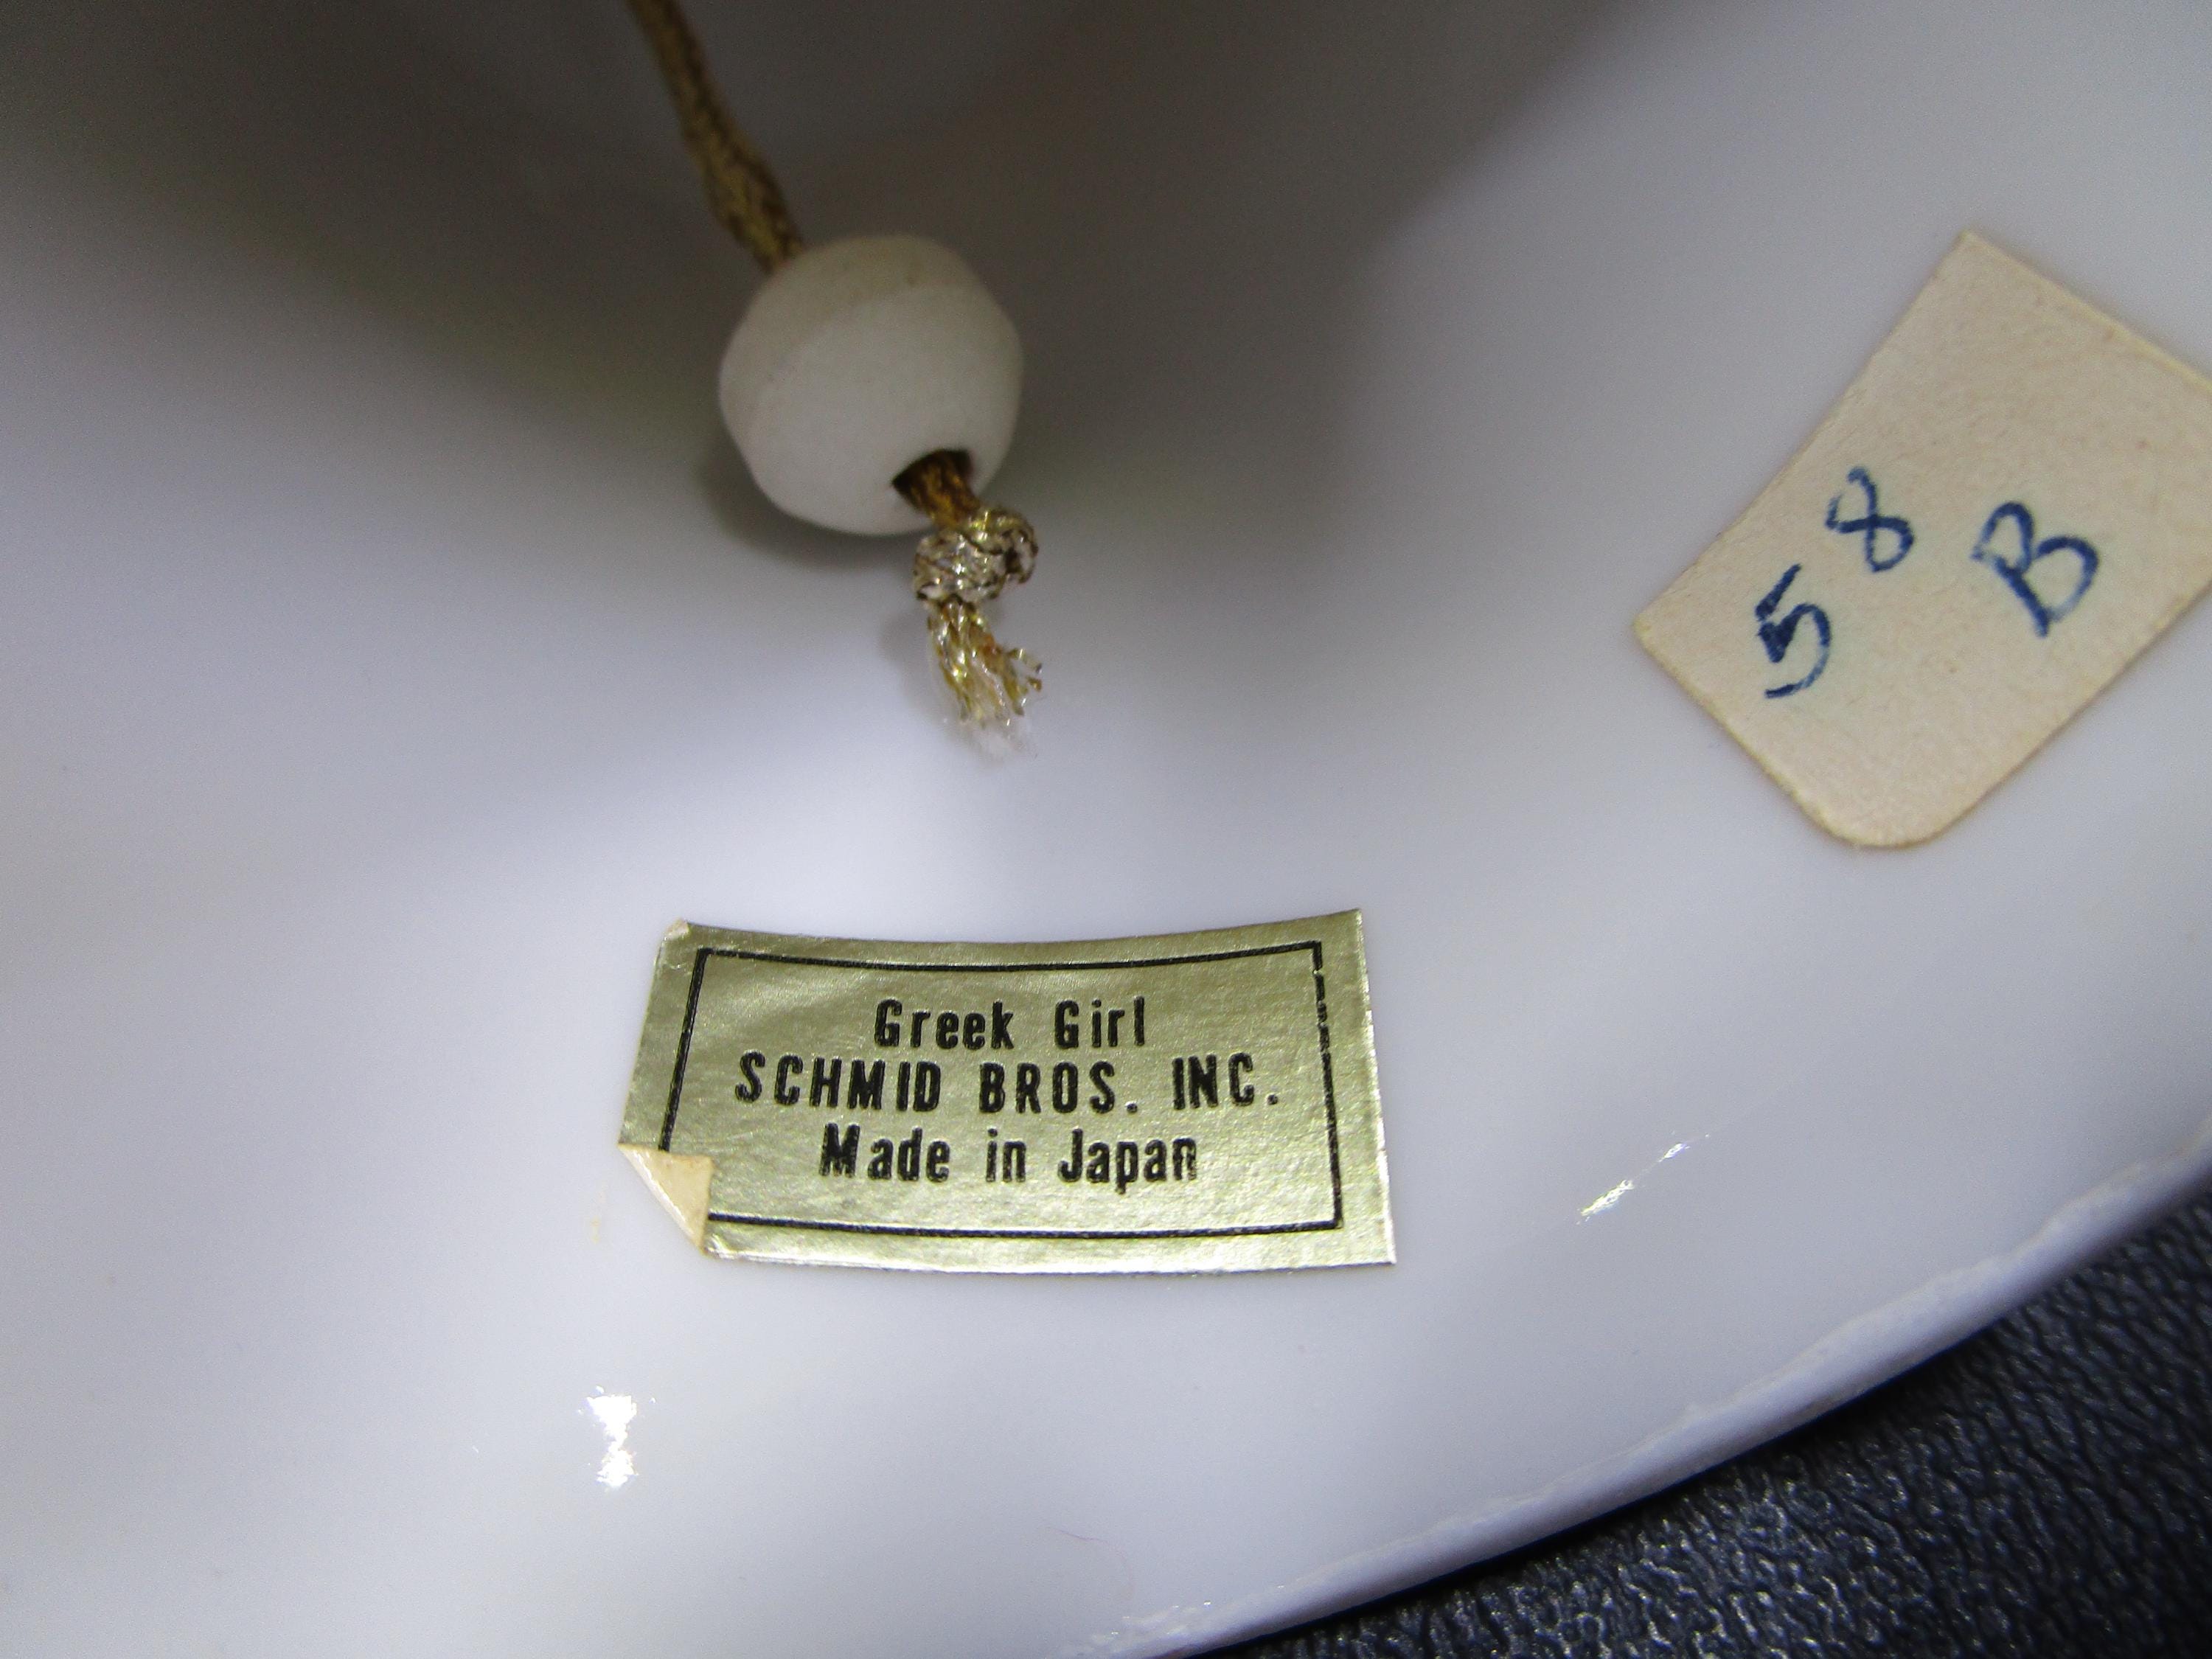 Greek Girl
SCHMID BROS. INC.
Made in Japan
58
B